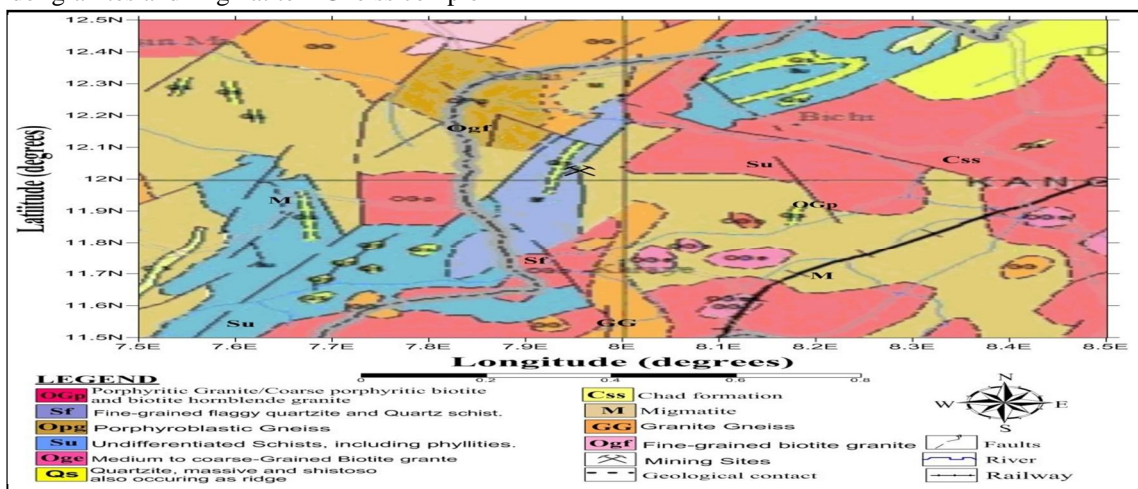 12.5N
12.4N
12.3N
12.2N
12.1N
12N
11.9N
11.8N
11.7N
11.6N
11.5N
Latitude (degrees)
Ogf
Su
Css
M
OGp
Sf
M
Su
GG
Bichi
KANO
7.5E 7.6E 7.7E 7.8E 7.9E 8E 8.1E 8.2E 8.3E 8.4E 8.5E
Longitude (degrees)
0 0.2 0.4 0.6 0.8
LEGEND
OGp Porphyritic Granite/Coarse porphyritic biotite
and biotite hornblende granite
Sf Fine-grained flaggy quartzite and Quartz schist.
Opg Porphyroblastic Gneiss
Su Undifferentiated Schists, including phyllities.
Oge Medium to coarse-Grained Biotite grante
Qs Quartzite, massive and shistoso
also occuring as ridge
Css Chad formation
M Migmatite
GG Granite Gneiss
Ogf Fine-grained biotite granite
Mining Sites
Geological contact
N
W E
S
Faults
River
Railway